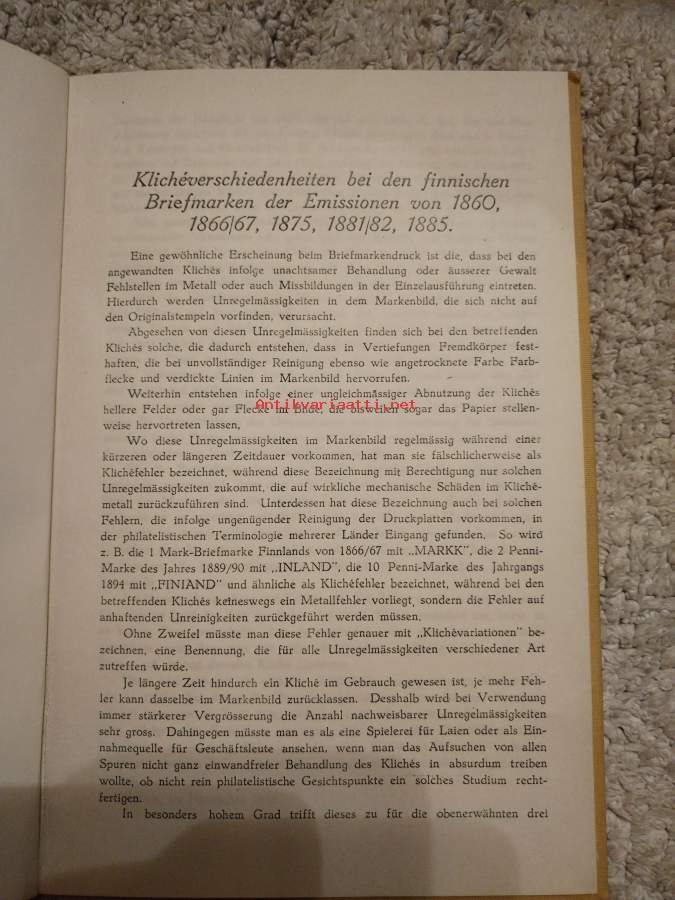 Klichéverschiedenheiten bei den finnischen
Briefmarken der Emissionen von 1860,
1866/67, 1875, 1881/82, 1885.
Eine gewöhnliche Erscheinung beim Briefmarkendruck ist die, dass bei den
angewandten Klichés infolge unachtsamer Behandlung oder äusserer Gewalt
Fehlstellen im Metall oder auch Missbildungen in der Einzelausführung eintreten.
Hierdurch werden Unregelmässigkeiten in dem Markenbild, die sich nicht auf
den Originalstempeln vorfinden, verursacht.
Abgesehen von diesen Unregelmässigkeiten finden sich bei den betreffenden
Klichés solche, die dadurch entstehen, dass in Vertiefungen Fremdkörper fest-
haften, die bei unvollständiger Reinigung ebenso wie angetrocknete Farbe Farb-
flecke und verdickte Linien im Markenbild hervorrufen.
Weiterhin entstehen infolge einer ungleichmässiger Abnutzung der Klichés
hellere Felder oder gar Flecke im Bilde, die bisweilen sogar das Papier stellen-
Antikvariaatti.net
weise hervortreten lassen,
Wo diese Unregelmässigkeiten im Markenbild regelmässig während einer
kürzeren oder längeren Zeitdauer vorkommen, hat man sie fälschlicherweise als
Klichéfehler bezeichnet, während diese Bezeichnung mit Berechtigung nur solchen
Unregelmässigkeiten zukommt, die auf wirkliche mechanische Schäden im Kliché-
metall zurückzuführen sind. Unterdessen hat diese Bezeichnung auch bei solchen
Fehlern, die infolge ungenügender Reinigung der Druckplatten vorkommen, in
der philatelistischen Terminologie mehrerer Länder Eingang gefunden. So wird
z. B. die 1 Mark-Briefmarke Finnlands von 1866/67 mit „MARKK", die 2 Penni-
Marke des Jahres 1889/90 mit „INLAND", die 10 Penni-Marke des Jahrgangs
1894 mit „FINIAND" und ähnliche als Klichéfehler bezeichnet, während bei den
betreffenden Klichés keineswegs ein Metallfehler vorliegt, sondern die Fehler auf
anhaftenden Unreinigkeiten zurückgeführt werden müssen.
Ohne Zweifel müsste man diese Fehler genauer mit „Klichévariationen" be-
zeichnen, eine Benennung, die für alle Unregelmässigkeiten verschiedener Art
zutreffen würde.
Je längere Zeit hindurch ein Kliché im Gebrauch gewesen ist, je mehr Feh-
ler kann dasselbe im Markenbild zurücklassen. Desshalb wird bei Verwendung
immer stärkerer Vergrösserung die Anzahl nachweisbarer Unregelmässigkeiten
sehr gross. Dahingegen müsste man es als eine Spielerei für Laien oder als Ein-
nahmequelle für Geschäftsleute ansehen, wenn man das Aufsuchen von allen
Spuren nicht ganz einwandfreier Behandlung des Klichés in absurdum treiben
wollte, ob nicht rein philatelistische Gesichtspunkte ein solches Studium recht-
fertigen.
In besonders hohem Grad trifft dieses zu für die obenerwähnten drei